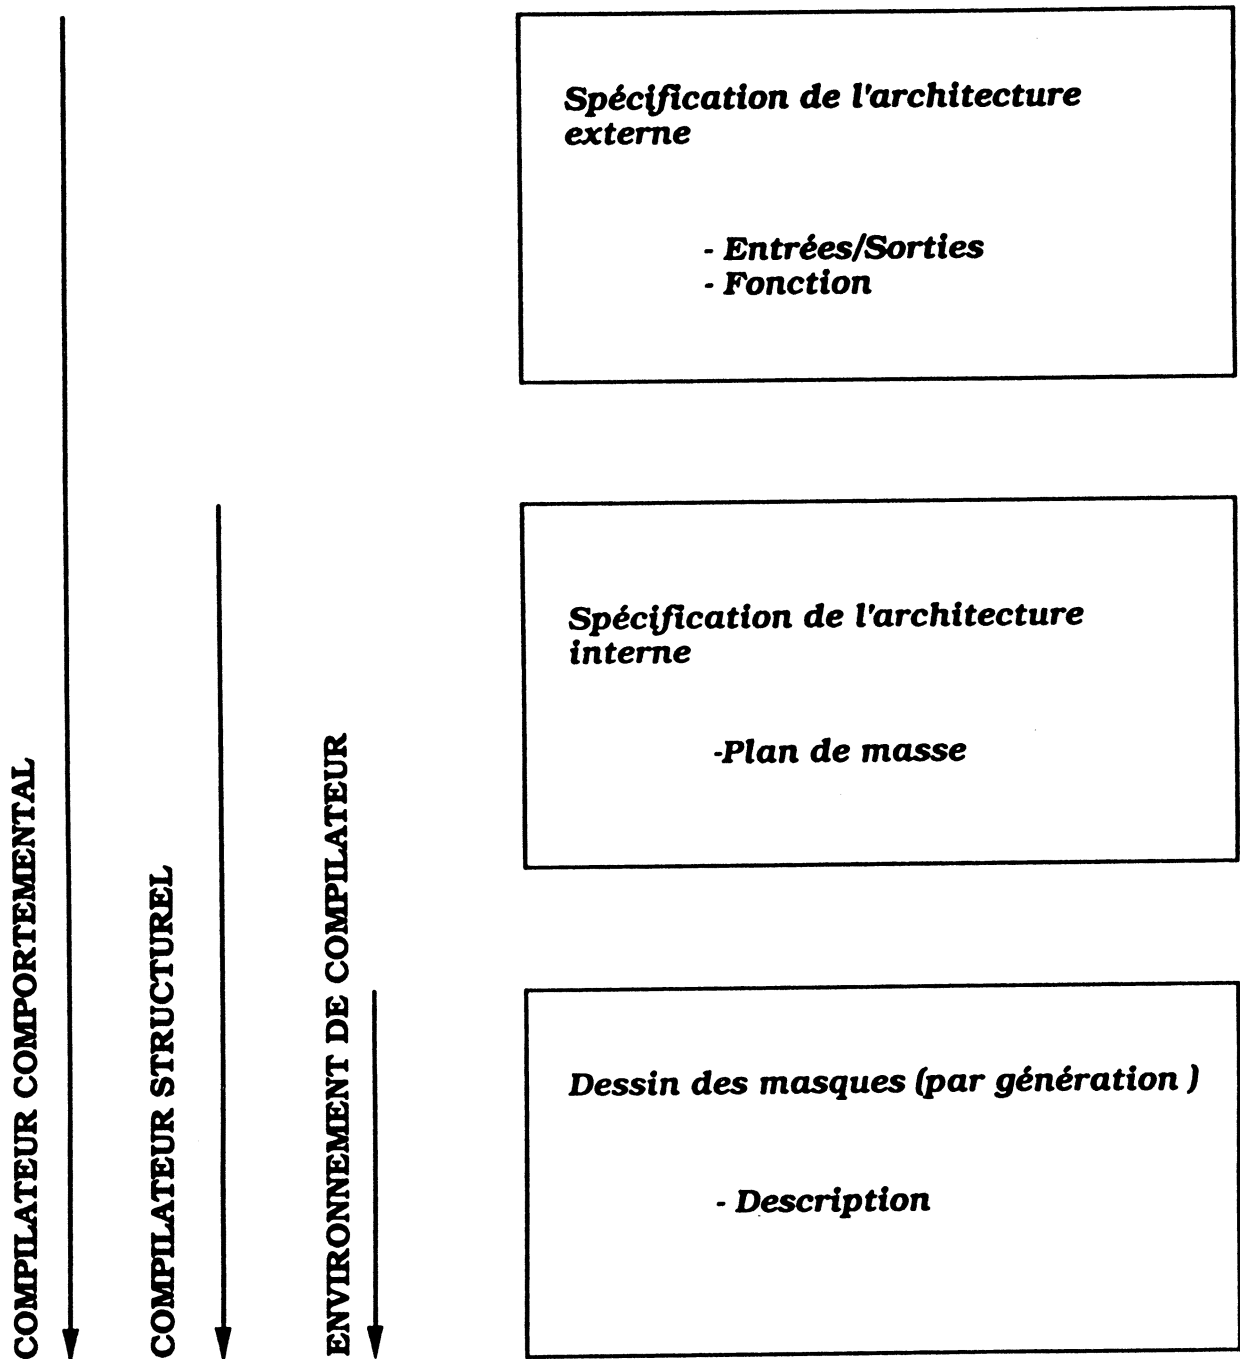 Spécification de l'architecture
externe
- Entrées/Sorties
- Fonction
Spécification de l'architecture
interne
-Plan de masse
Dessin des masques (par génération )
- Description
COMPILATEUR COMPORTEMENTAL
COMPILATEUR STRUCTUREL
ENVIRONNEMENT DE COMPILATEUR